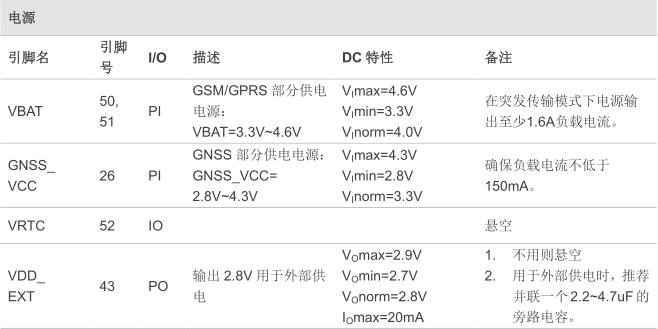 电源
引脚名 引脚号 I/O 描述 DC 特性 备注
VBAT 50, 51 PI GSM/GPRS 部分供电电源： VBAT=3.3V~4.6V VImax=4.6V VImin=3.3V VInorm=4.0V 在突发传输模式下电源输出至少1.6A负载电流。
GNSS_VCC 26 PI GNSS 部分供电电源： GNSS_VCC= 2.8V~4.3V VImax=4.3V VImin=2.8V VInorm=3.3V 确保负载电流不低于150mA。
VRTC 52 IO 悬空
VDD_EXT 43 PO 输出 2.8V 用于外部供电 VOmax=2.9V VOmin=2.7V VOnorm=2.8V IOmax=20mA 1. 不用则悬空 2. 用于外部供电时，推荐并联一个 2.2~4.7uF 的旁路电容。